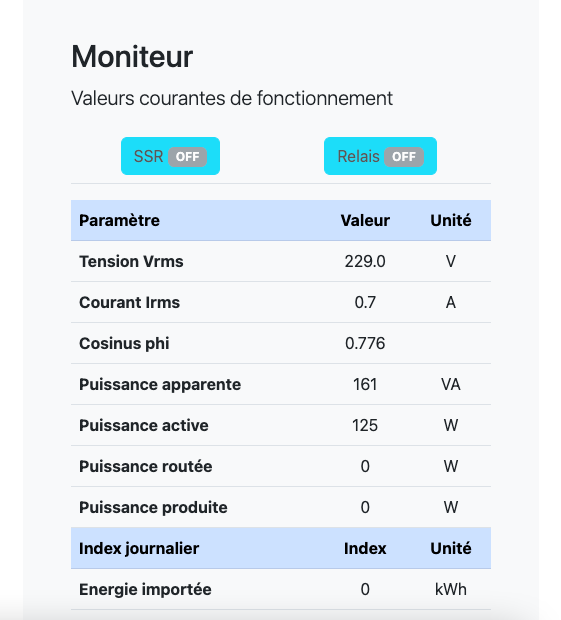 Moniteur
Valeurs courantes de fonctionnement
SSR OFF Relais OFF
Paramètre Valeur Unité
Tension Vrms 229.0 V
Courant Irms 0.7 A
Cosinus phi 0.776
Puissance apparente 161 VA
Puissance active 125 W
Puissance routée 0 W
Puissance produite 0 W
Index journalier Index Unité
Energie importée 0 kWh